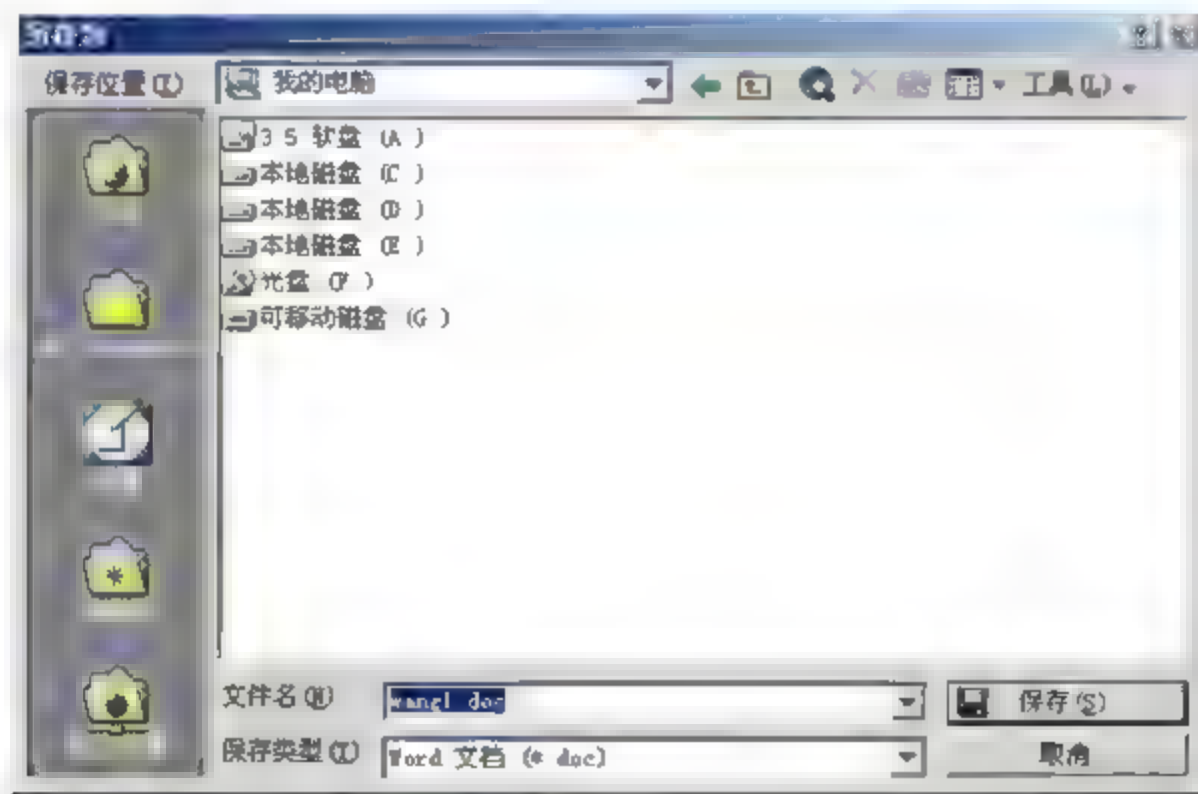 保存位置(I) 我的电脑 工具(L)
3 5 软盘 (A )
本地磁盘 (C )
本地磁盘 (D )
本地磁盘 (E )
光盘 (F )
可移动磁盘 (G )
文件名(N) wang1 doc 保存(S)
保存类型(T) Word 文档 (* doc) 取消